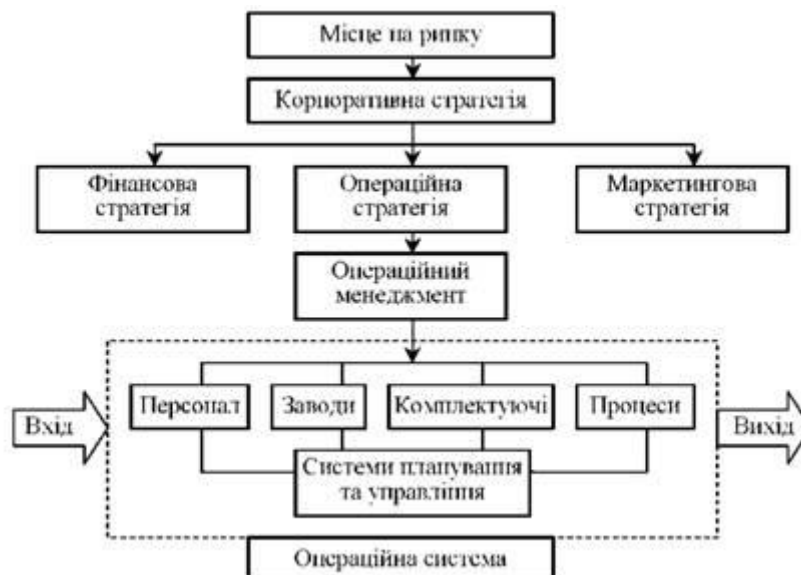 Місце на ринку
Корпоративна стратегія
Фінансова
стратегія
Операційна
стратегія
Маркетингова
стратегія
Операційний
менеджмент
Вхід
Персонал
Заводи
Комплектуючі
Процеси
Вихід
Системи планування
та управління
Операційна система